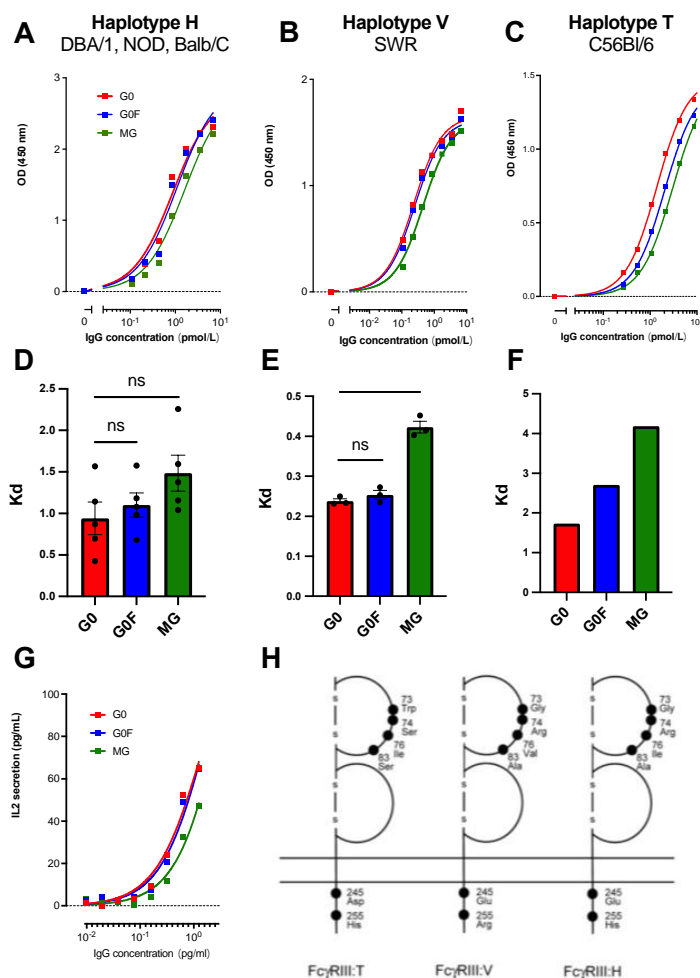 A
Haplotype H
DBA/1, NOD, Balb/C
B
Haplotype V
SWR
C
Haplotype T
C56Bl/6
G0
G0F
MG
OD (450 nm)
3
2
1
0
0
10⁻¹
10⁰
10¹
IgG concentration (pmol/L)
OD (450 nm)
2
1
0
0
10⁻²
10⁻¹
10⁰
10¹
IgG concentration (pmol/L)
OD (450 nm)
1.5
1.0
0.5
0.0
0
10⁻¹
10⁰
10
IgG concentration (pmol/L)
D
ns
ns
Kd
2.5
2.0
1.5
1.0
0.5
0.0
G0
G0F
MG
E
ns
Kd
0.5
0.4
0.3
0.2
0.1
0.0
G0
G0F
MG
F
Kd
5
4
3
2
1
0
G0
G0F
MG
G
G0
G0F
MG
IL2 secretion (pg/mL)
100
80
60
40
20
0
10⁻²
10⁻¹
10⁰
IgG concentration (pg/ml)
H
s
s
s
s
73
Trp
74
Ser
76
Ile
83
Ser
245
Asp
255
His
FcγRIII:T
s
s
s
s
73
Gly
74
Arg
76
Val
83
Ala
245
Glu
255
Arg
FcγRIII:V
s
s
s
s
73
Gly
74
Arg
76
Ile
83
Ala
245
Glu
255
His
FcγRIII:H